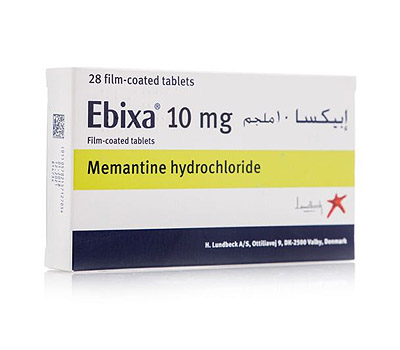 28 film-coated tablets
Ebixa® 10 mg
إبيكسا ١٠ ملجم
Film-coated tablets
Memantine hydrochloride
Lundbeck
H. Lundbeck A/S, Ottiliavej 9, DK-2500 Valby, Denmark